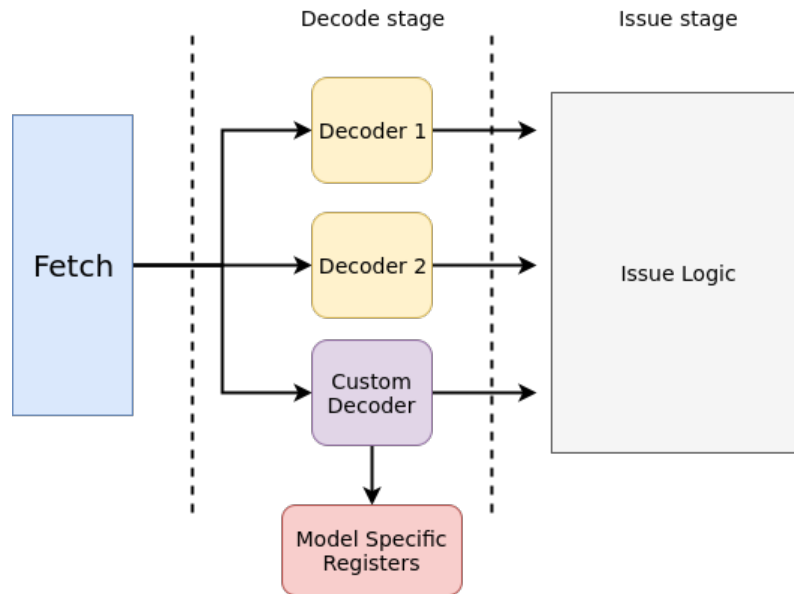 Decode stage
Issue stage
Decoder 1
Fetch
Decoder 2
Issue Logic
Custom
Decoder
Model Specific
Registers